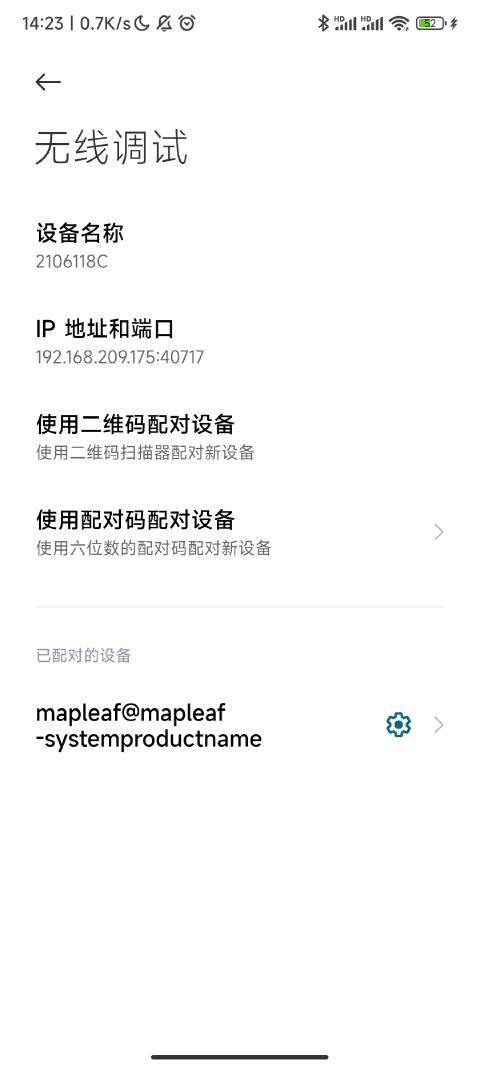 14:23 | 0.7K/s HD HD 52
无线调试
设备名称
2106118C
IP 地址和端口
192.168.209.175:40717
使用二维码配对设备
使用二维码扫描器配对新设备
使用配对码配对设备
使用六位数的配对码配对新设备
已配对的设备
mapleaf@mapleaf
-systemproductname